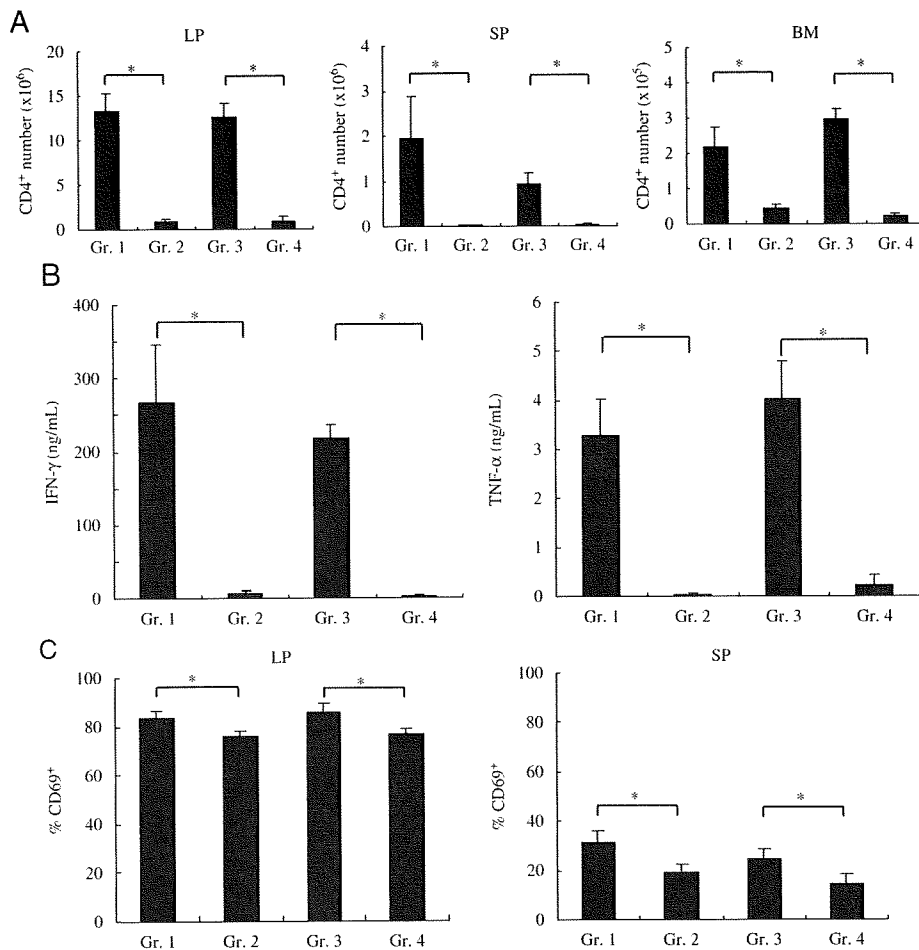 A
LP
CD4⁺ number (x10⁶)
15
10
5
0
*
*
Gr. 1 Gr. 2 Gr. 3 Gr. 4
SP
CD4⁺ number (x10⁶)
4
3
2
1
0
*
*
Gr. 1 Gr. 2 Gr. 3 Gr. 4
BM
CD4⁺ number (x10⁵)
5
4
3
2
1
0
*
*
Gr. 1 Gr. 2 Gr. 3 Gr. 4
B
IFN-γ (ng/mL)
400
300
200
100
0
*
*
Gr. 1 Gr. 2 Gr. 3 Gr. 4
TNF-α (ng/mL)
6
5
4
3
2
1
0
*
*
Gr. 1 Gr. 2 Gr. 3 Gr. 4
C
LP
% CD69⁺
100
80
60
40
20
0
*
*
Gr. 1 Gr. 2 Gr. 3 Gr. 4
SP
% CD69⁺
100
80
60
40
20
0
*
*
Gr. 1 Gr. 2 Gr. 3 Gr. 4